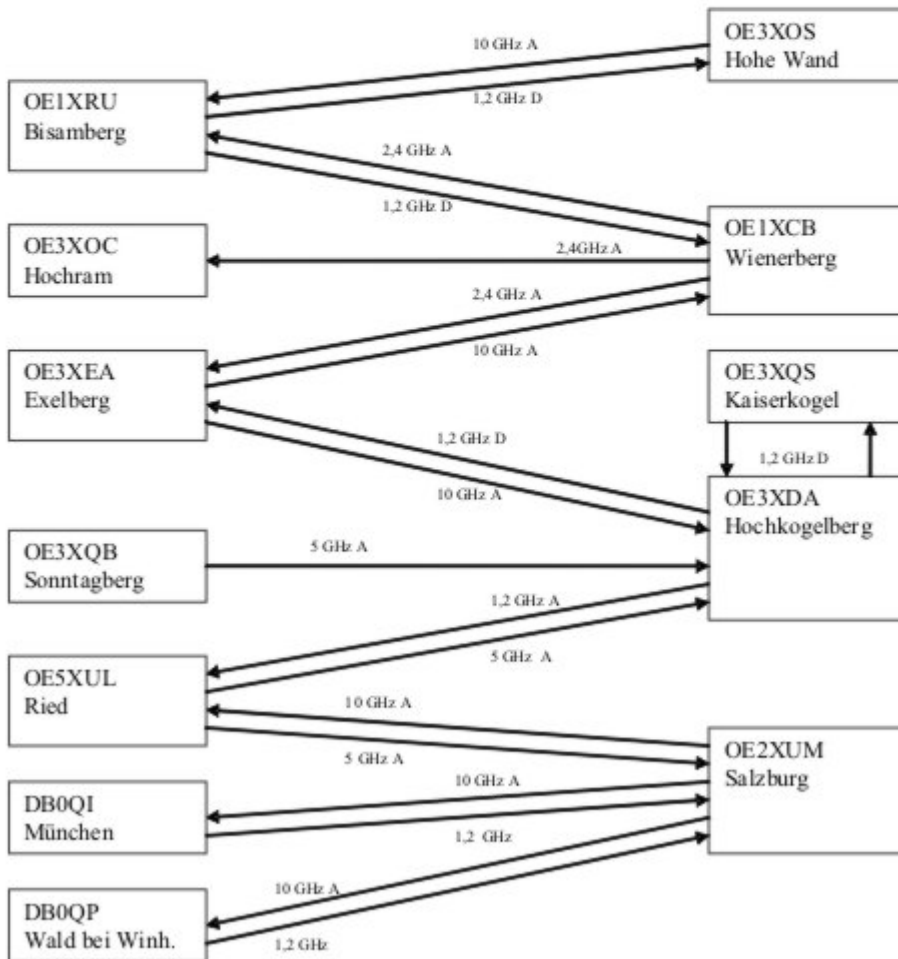 OE3XOS
Hohe Wand
10 GHz A
1,2 GHz D
OE1XRU
Bisamberg
2,4 GHz A
1,2 GHz D
OE1XCB
Wienerberg
OE3XOC
Hochram
2,4GHz A
2,4 GHz A
10 GHz A
OE3XEA
Exelberg
OE3XQS
Kaiserkogel
1,2 GHz D
1,2 GHz D
10 GHz A
OE3XDA
Hochkogelberg
OE3XQB
Sonntagberg
5 GHz A
1,2 GHz A
5 GHz A
OE5XUL
Ried
10 GHz A
5 GHz A
OE2XUM
Salzburg
DB0QI
München
10 GHz A
1,2 GHz
DB0QP
Wald bei Winh.
10 GHz A
1,2 GHz